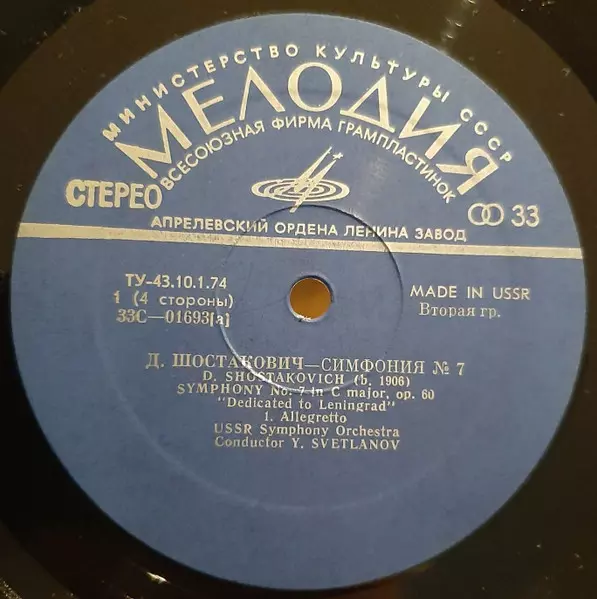 МИНИСТЕРСТВО КУЛЬТУРЫ СССР
МЕЛОДИЯ
ВСЕСОЮЗНАЯ ФИРМА ГРАМПЛАСТИНОК
СТЕРЕО
33
АПРЕЛЕВСКИЙ ОРДЕНА ЛЕНИНА ЗАВОД
ТУ-43.10.1.74
1 (4 стороны)
33С—01693[а]
MADE IN USSR
Вторая гр.
Д. ШОСТАКОВИЧ—СИМФОНИЯ № 7
D. SHOSTAKOVICH (b. 1906)
SYMPHONY No. 7 in C major, op. 60
"Dedicated to Leningrad"
1. Allegretto
USSR Symphony Orchestra
Conductor Y. SVETLANOV